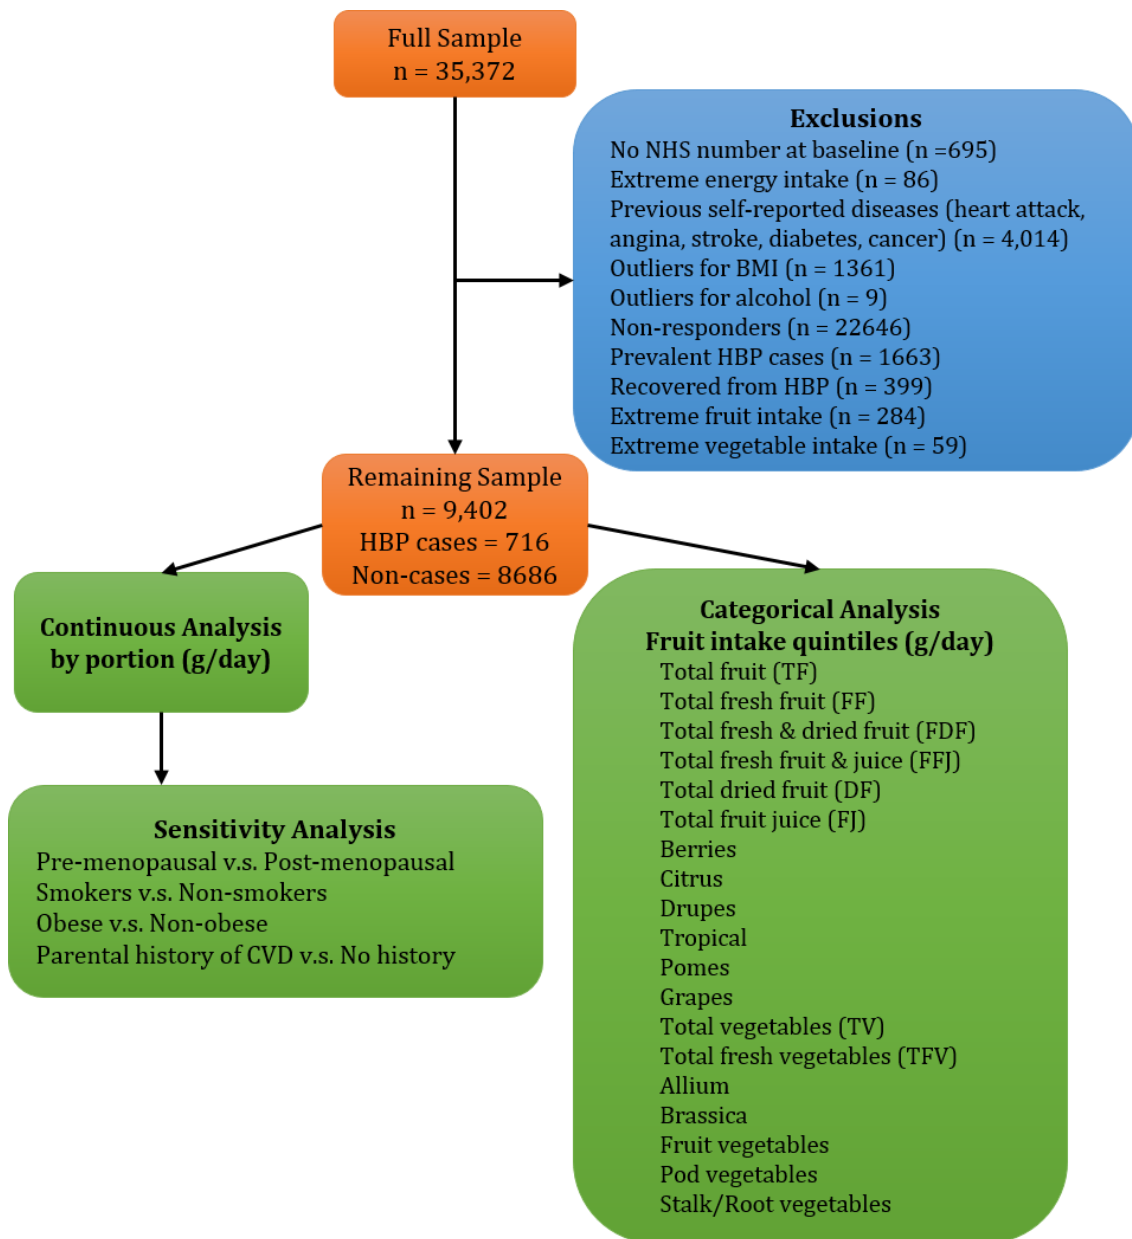 Full Sample
n = 35,372
Exclusions
No NHS number at baseline (n =695)
Extreme energy intake (n = 86)
Previous self-reported diseases (heart attack,
angina, stroke, diabetes, cancer) (n = 4,014)
Outliers for BMI (n = 1361)
Outliers for alcohol (n = 9)
Non-responders (n = 22646)
Prevalent HBP cases (n = 1663)
Recovered from HBP (n = 399)
Extreme fruit intake (n = 284)
Extreme vegetable intake (n = 59)
Remaining Sample
n = 9,402
HBP cases = 716
Non-cases = 8686
Continuous Analysis
by portion (g/day)
Sensitivity Analysis
Pre-menopausal v.s. Post-menopausal
Smokers v.s. Non-smokers
Obese v.s. Non-obese
Parental history of CVD v.s. No history
Categorical Analysis
Fruit intake quintiles (g/day)
Total fruit (TF)
Total fresh fruit (FF)
Total fresh & dried fruit (FDF)
Total fresh fruit & juice (FFJ)
Total dried fruit (DF)
Total fruit juice (FJ)
Berries
Citrus
Drupes
Tropical
Pomes
Grapes
Total vegetables (TV)
Total fresh vegetables (TFV)
Allium
Brassica
Fruit vegetables
Pod vegetables
Stalk/Root vegetables